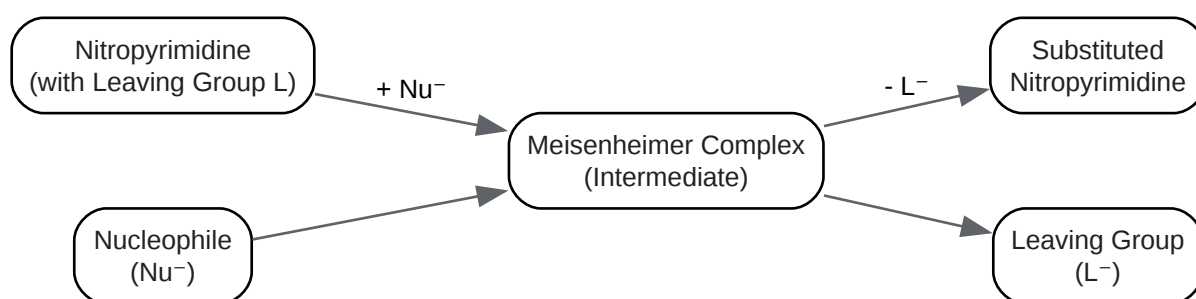 Nitropyrimidine
(with Leaving Group L)
+ Nu⁻
Nucleophile
(Nu⁻)
Meisenheimer Complex
(Intermediate)
- L⁻
Substituted
Nitropyrimidine
Leaving Group
(L⁻)